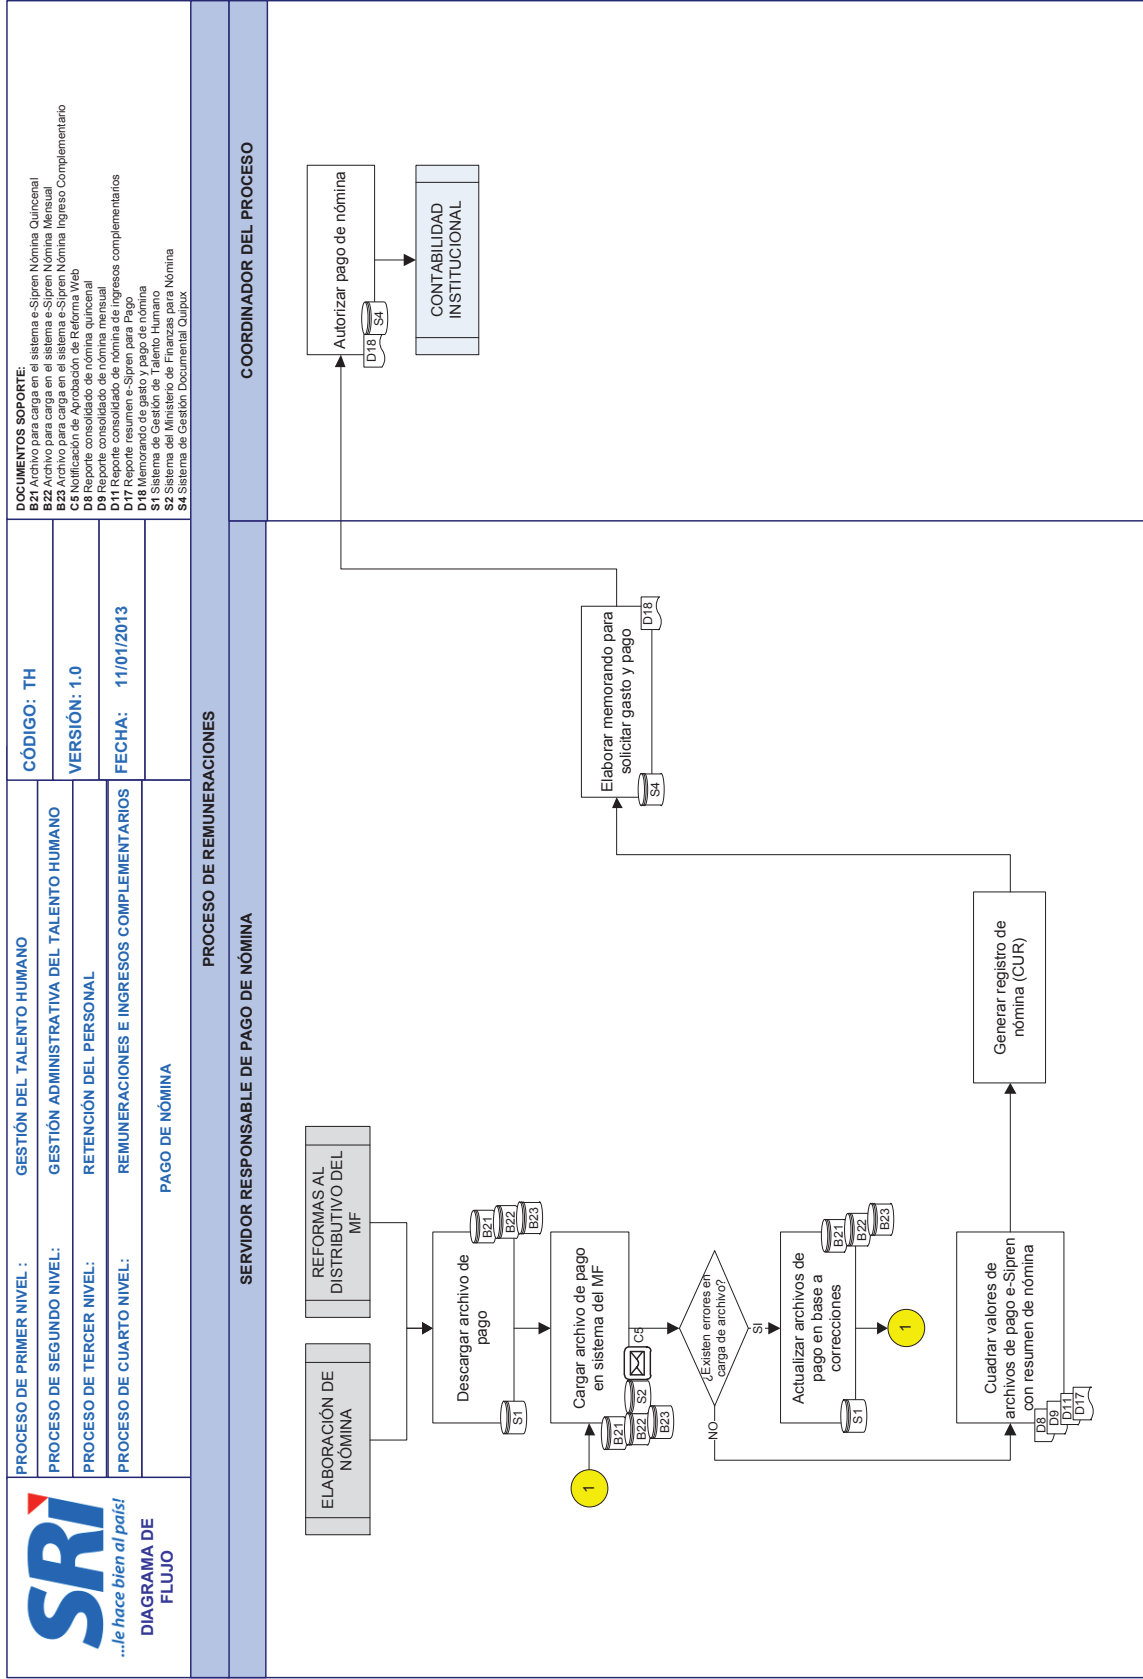 SRi
...le hace bien al país!
DIAGRAMA DE
FLUJO
PROCESO DE PRIMER NIVEL :
GESTIÓN DEL TALENTO HUMANO
PROCESO DE SEGUNDO NIVEL:
GESTIÓN ADMINISTRATIVA DEL TALENTO HUMANO
PROCESO DE TERCER NIVEL:
RETENCIÓN DEL PERSONAL
PROCESO DE CUARTO NIVEL:
REMUNERACIONES E INGRESOS COMPLEMENTARIOS
PAGO DE NÓMINA
CÓDIGO: TH
VERSIÓN: 1.0
FECHA: 11/01/2013
DOCUMENTOS SOPORTE:
B21 Archivo para carga en el sistema e-Sipren Nómina Quincenal
B22 Archivo para carga en el sistema e-Sipren Nómina Mensual
B23 Archivo para carga en el sistema e-Sipren Nómina Ingreso Complementario
C5 Notificación de Aprobación de Reforma Web
D8 Reporte consolidado de nómina quincenal
D9 Reporte consolidado de nómina mensual
D11 Reporte consolidado de nómina de ingresos complementarios
D17 Reporte resumen e-Sipren para Pago
D18 Memorando de gasto y pago de nómina
S1 Sistema de Gestión de Talento Humano
S2 Sistema del Ministerio de Finanzas para Nómina
S4 Sistema de Gestión Documental Quipux
PROCESO DE REMUNERACIONES
SERVIDOR RESPONSABLE DE PAGO DE NÓMINA
COORDINADOR DEL PROCESO
ELABORACIÓN DE
NÓMINA
REFORMAS AL
DISTRIBUTIVO DEL
MF
Descargar archivo de
pago
S1
B21
B22
B23
1
Cargar archivo de pago
en sistema del MF
B21
B22
B23
S2
C5
¿Existen errores en
carga de archivo?
NO
SI
Actualizar archivos de
pago en base a
correcciones
S1
B21
B22
B23
1
Cuadrar valores de
archivos de pago e-Sipren
con resumen de nómina
D8
D9
D11
D17
Generar registro de
nómina (CUR)
Elaborar memorando para
solicitar gasto y pago
S4
D18
Autorizar pago de nómina
D18
S4
CONTABILIDAD
INSTITUCIONAL